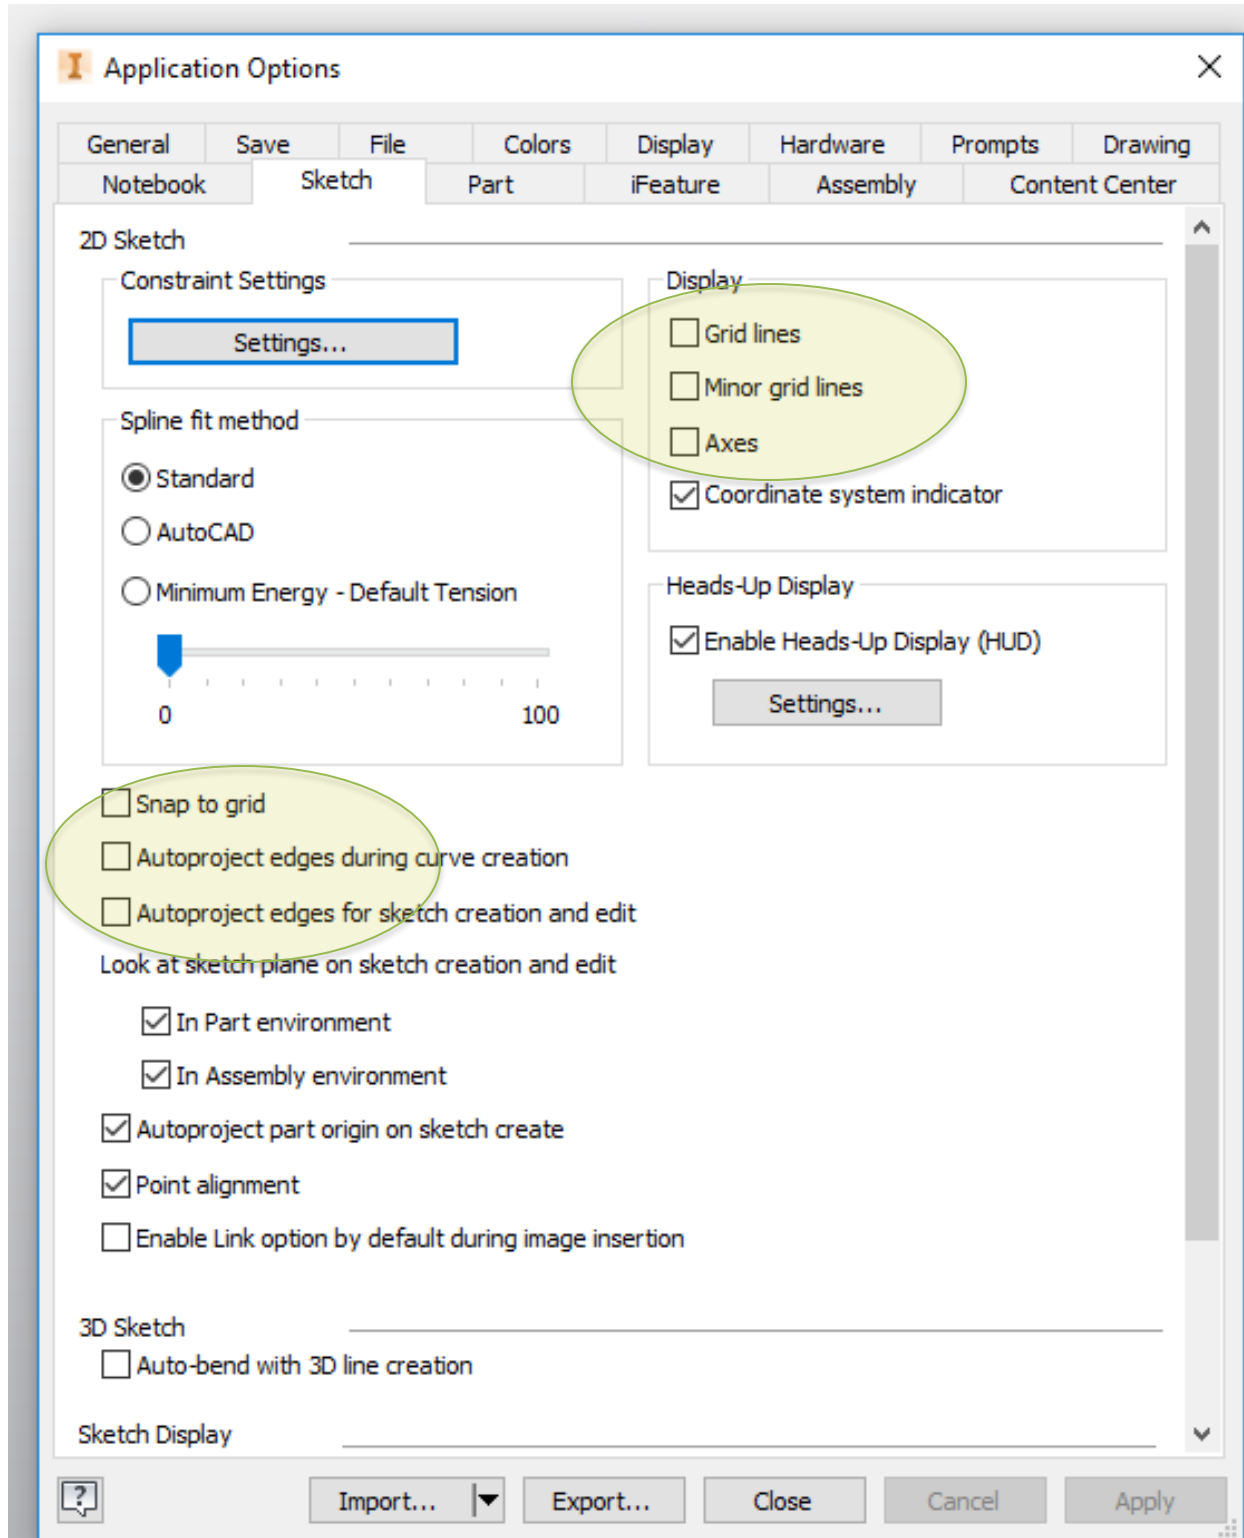 Application Options
General Save File Colors Display Hardware Prompts Drawing
Notebook Sketch Part iFeature Assembly Content Center
2D Sketch
Constraint Settings
Settings...
Spline fit method
Standard
AutoCAD
Minimum Energy - Default Tension
0 100
Display
Grid lines
Minor grid lines
Axes
Coordinate system indicator
Heads-Up Display
Enable Heads-Up Display (HUD)
Settings...
Snap to grid
Autoproject edges during curve creation
Autoproject edges for sketch creation and edit
Look at sketch plane on sketch creation and edit
In Part environment
In Assembly environment
Autoproject part origin on sketch create
Point alignment
Enable Link option by default during image insertion
3D Sketch
Auto-bend with 3D line creation
Sketch Display
? Import... Export... Close Cancel Apply